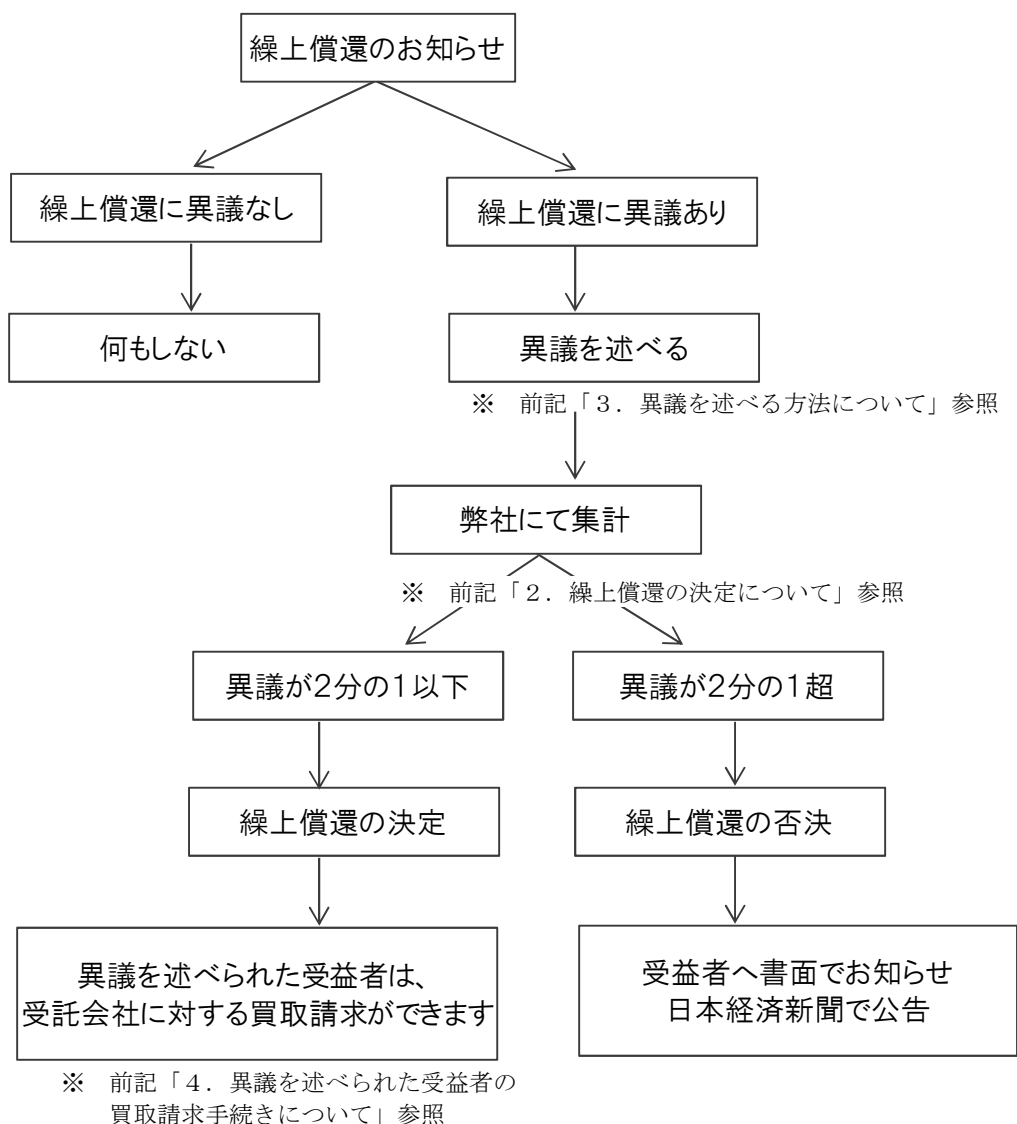 繰上償還のお知らせ
繰上償還に異議なし
繰上償還に異議あり
何もしない
異議を述べる
※　前記「３．異議を述べる方法について」参照
弊社にて集計
※　前記「２．繰上償還の決定について」参照
異議が2分の1以下
異議が2分の1超
繰上償還の決定
繰上償還の否決
異議を述べられた受益者は、
受託会社に対する買取請求ができます
受益者へ書面でお知らせ
日本経済新聞で公告
※　前記「４．異議を述べられた受益者の
買取請求手続きについて」参照